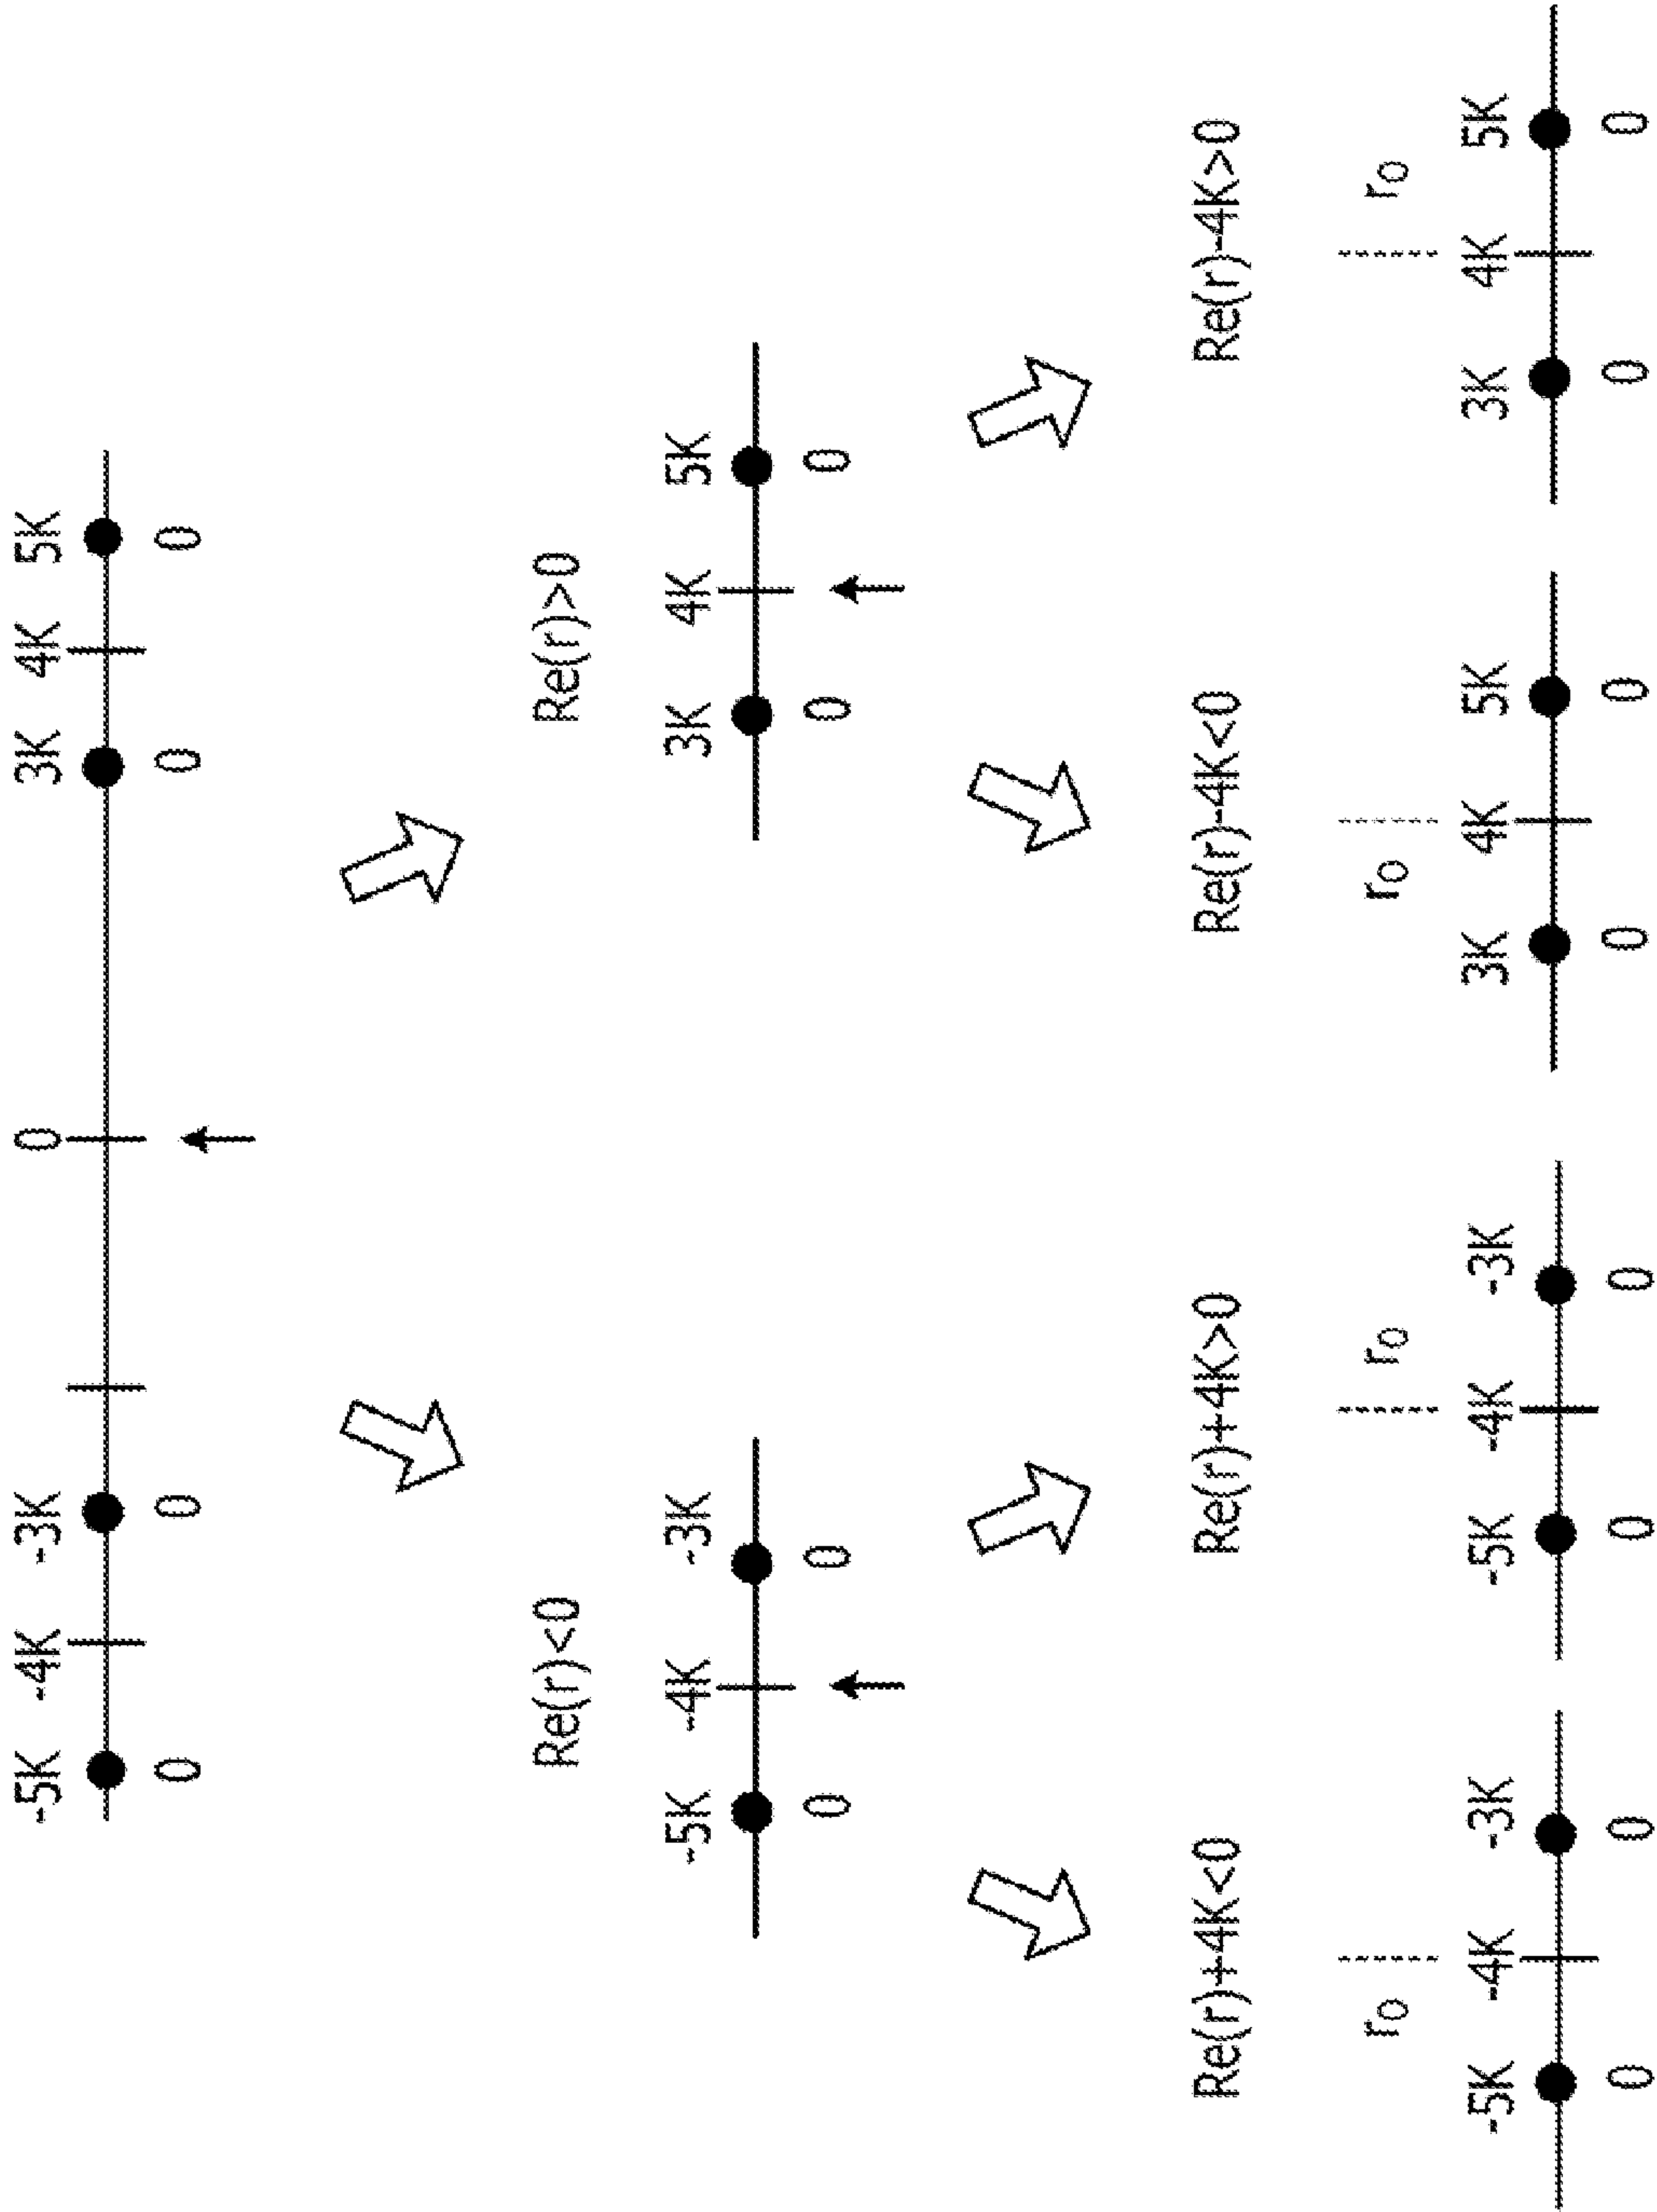 -5K -4K -3K 0 3K 4K 5K
0 0 0 0
Re(r)<0 Re(r)>0
-5K -4K -3K 3K 4K 5K
0 0 0 0
Re(r)+4K<0 Re(r)+4K>0 Re(r)-4K<0 Re(r)-4K>0
r0 r0 r0 r0
-5K -4K -3K -5K -4K -3K 3K 4K 5K 3K 4K 5K
0 0 0 0 0 0 0 0